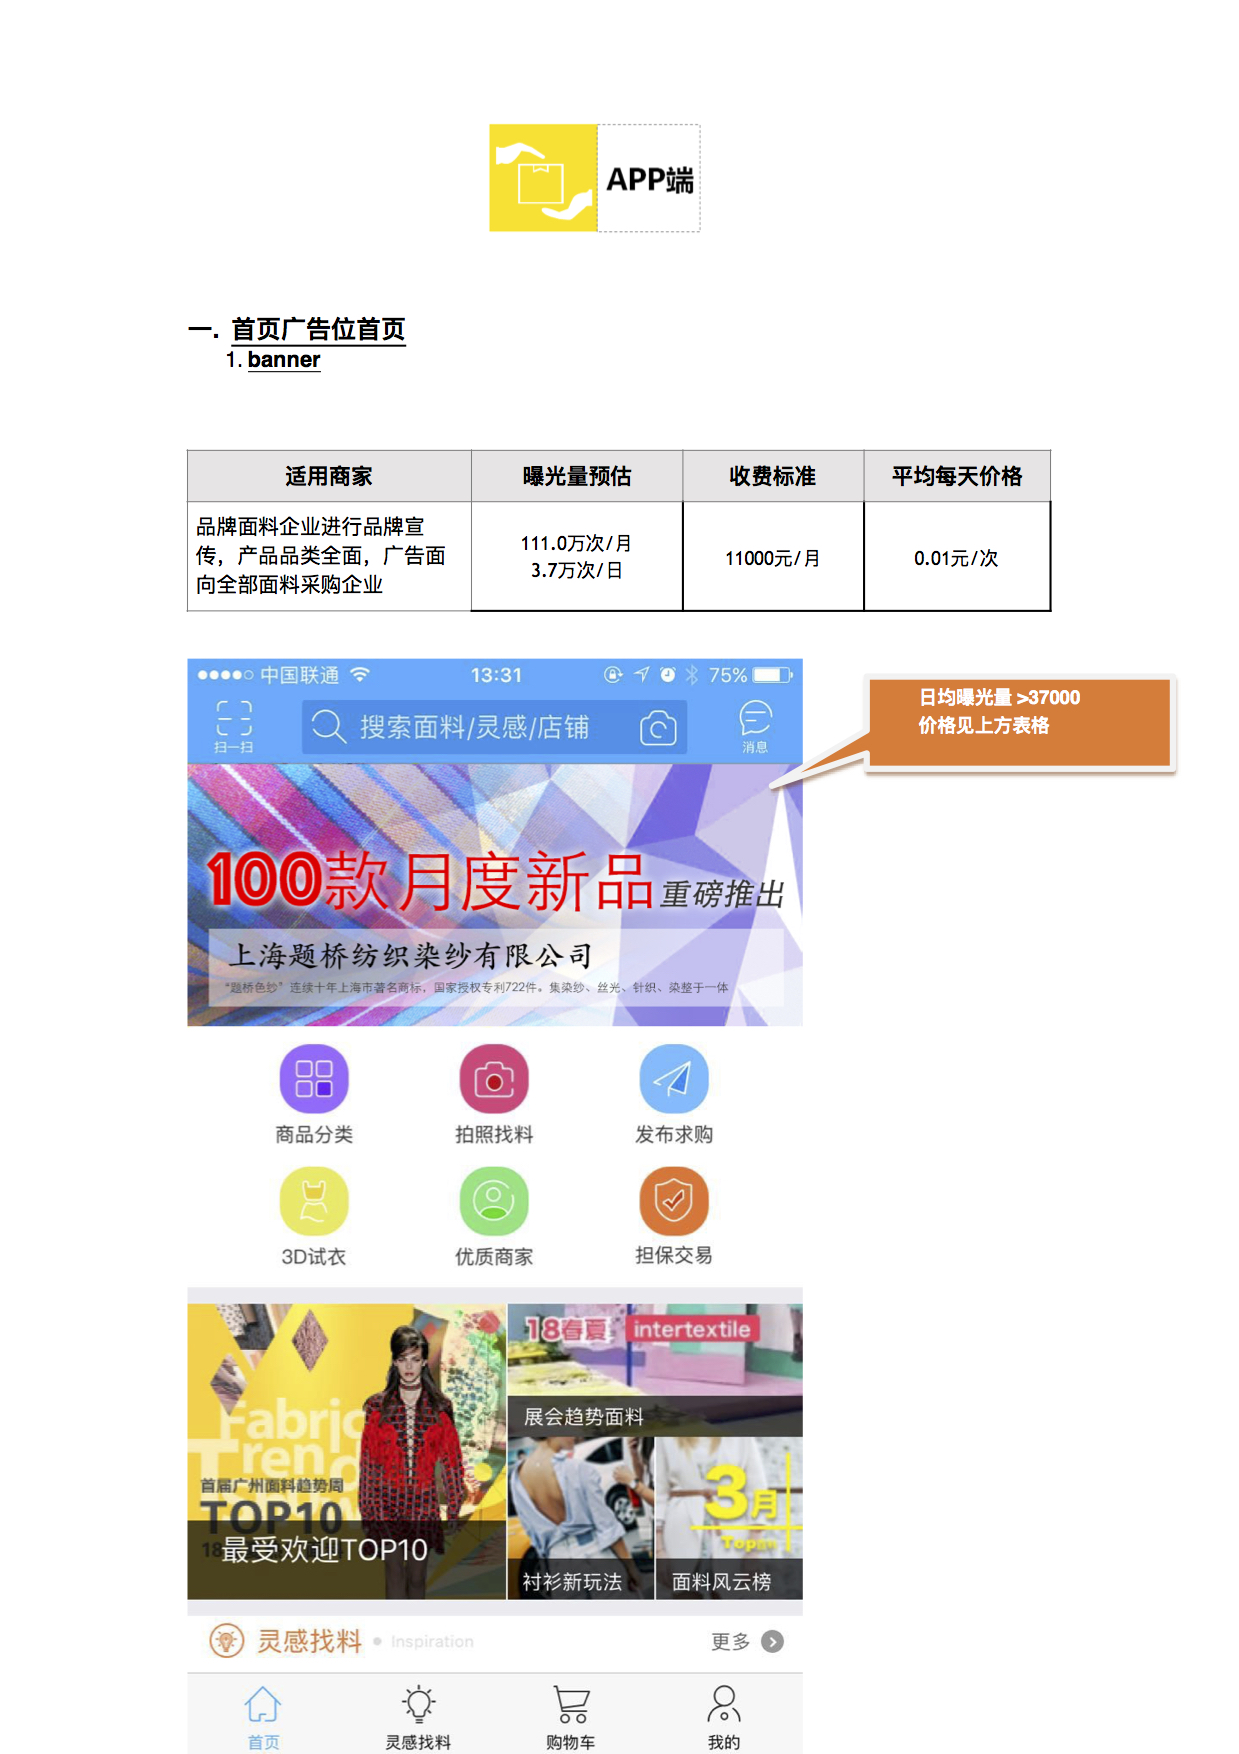 APP端
一. 首页广告位首页
1. banner
适用商家 曝光量预估 收费标准 平均每天价格
品牌面料企业进行品牌宣
传，产品品类全面，广告面
向全部面料采购企业
111.0万次/月
3.7万次/日
11000元/月
0.01元/次
中国联通 13:31 75%
扫一扫 搜索面料/灵感/店铺 消息
日均曝光量 >37000
价格见上方表格
100款月度新品重磅推出
上海题桥纺织染纱有限公司
“题桥色纱”连续十年上海市著名商标，国家授权专利722件。集染纱、丝光、针织、染整于一体
商品分类 拍照找料 发布求购
3D试衣 优质商家 担保交易
18春夏 intertextile
展会趋势面料
Fabric
Trend
首届广州面料趋势周
TOP10
最受欢迎TOP10
3月
衬衫新玩法 面料风云榜
灵感找料 Inspiration 更多
首页 灵感找料 购物车 我的